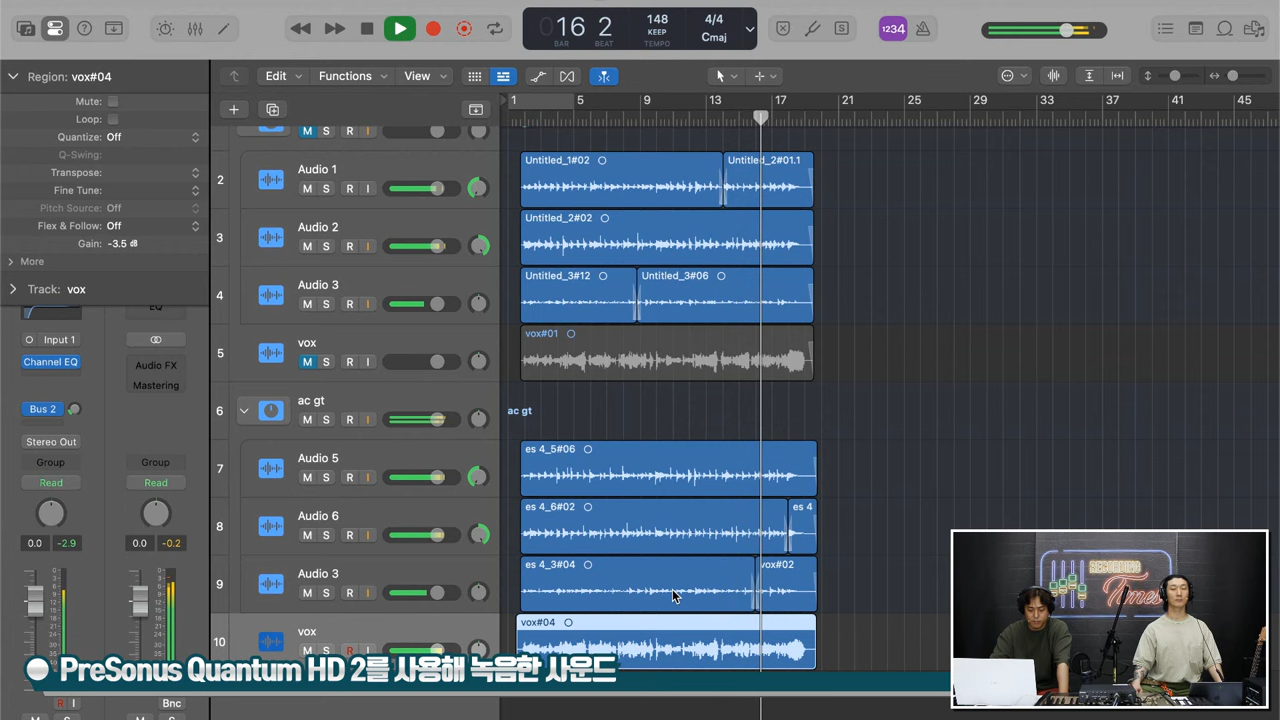 1234
16 2
BAR BEAT
148
KEEP
TEMPO
4/4
Cmaj
Region: vox#04
Mute:
Loop:
Quantize: Off
Q-Swing:
Transpose:
Fine Tune:
Pitch Source: Off
Flex & Follow: Off
Gain: -3.5 dB
More
Track: vox
Edit Functions View
1 5 9 13 17 21 25 29 33 37 41 45
M S R I
2 Audio 1
M S R I
Untitled_1#02 Untitled_2#01.1
3 Audio 2
M S R I
Untitled_2#02
4 Audio 3
M S R I
Untitled_3#12 Untitled_3#06
5 vox
M S R I
vox#01
6 ac gt
M S R I
ac gt
7 Audio 5
M S R I
es 4_5#06
8 Audio 6
M S R I
es 4_6#02 es 4
9 Audio 3
M S R I
es 4_3#04 vox#02
10 vox
vox#04
EQ
Input 1
Channel EQ
Audio FX
Mastering
Bus 2
Stereo Out
Group Group
Read Read
0.0 -2.9 0.0 -0.2
R I Bnc
M S M
RECORDING
Times
PreSonus Quantum HD 2를 사용해 녹음한 사운드